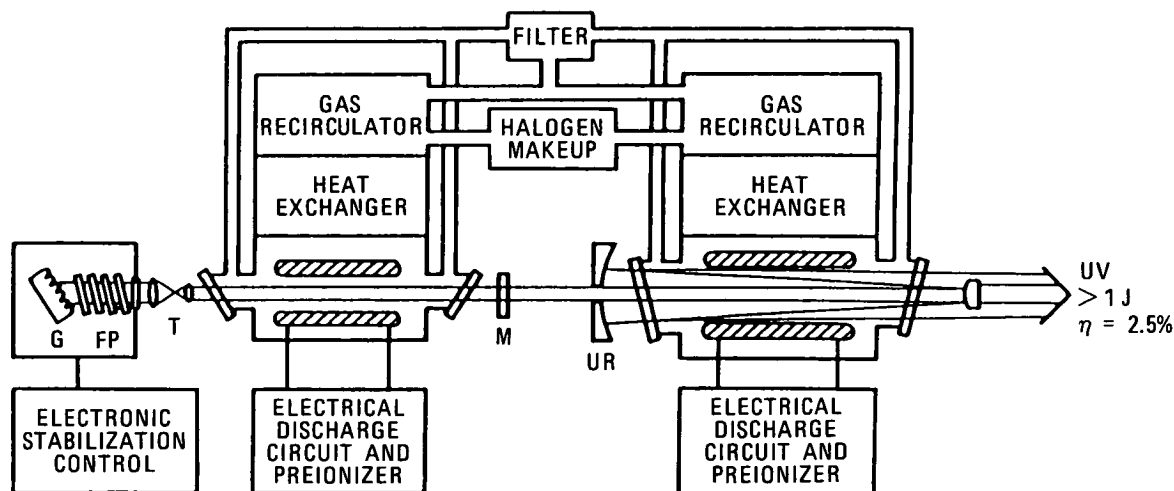 FILTER
GAS
RECIRCULATOR
HALOGEN
MAKEUP
GAS
RECIRCULATOR
HEAT
EXCHANGER
HEAT
EXCHANGER
G
FP
T
M
UR
UV
> 1 J
η = 2.5%
ELECTRONIC
STABILIZATION
CONTROL
ELECTRICAL
DISCHARGE
CIRCUIT AND
PREIONIZER
ELECTRICAL
DISCHARGE
CIRCUIT AND
PREIONIZER